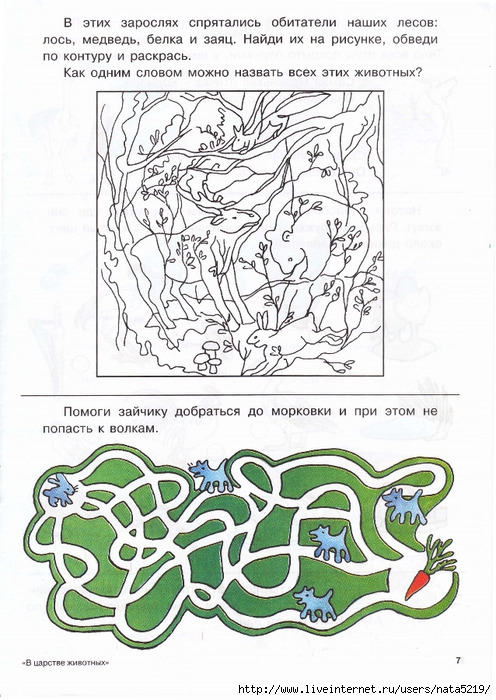 В этих зарослях спрятались обитатели наших лесов:
лось, медведь, белка и заяц. Найди их на рисунке, обведи
по контуру и раскрась.
Как одним словом можно назвать всех этих животных?
Помоги зайчику добраться до морковки и при этом не
попасть к волкам.
«В царстве животных»
7
http://www.liveinternet.ru/users/nata5219/